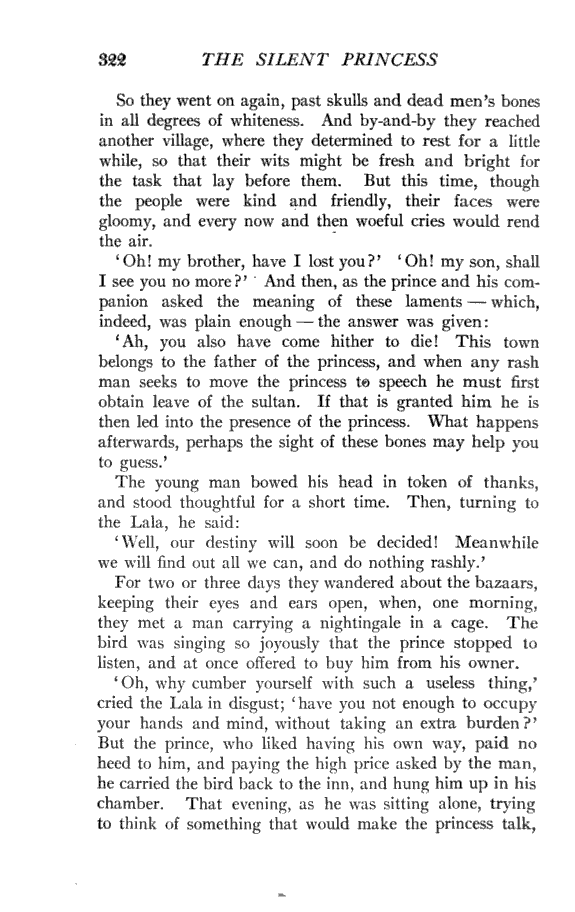 322 THE SILENT PRINCESS
So they went on again, past skulls and dead men's bones
in all degrees of whiteness. And by-and-by they reached
another village, where they determined to rest for a little
while, so that their wits might be fresh and bright for
the task that lay before them. But this time, though
the people were kind and friendly, their faces were
gloomy, and every now and then woeful cries would rend
the air.
'Oh! my brother, have I lost you?' 'Oh! my son, shall
I see you no more?' And then, as the prince and his com-
panion asked the meaning of these laments — which,
indeed, was plain enough — the answer was given:
'Ah, you also have come hither to die! This town
belongs to the father of the princess, and when any rash
man seeks to move the princess to speech he must first
obtain leave of the sultan. If that is granted him he is
then led into the presence of the princess. What happens
afterwards, perhaps the sight of these bones may help you
to guess.'
The young man bowed his head in token of thanks,
and stood thoughtful for a short time. Then, turning to
the Lala, he said:
'Well, our destiny will soon be decided! Meanwhile
we will find out all we can, and do nothing rashly.'
For two or three days they wandered about the bazaars,
keeping their eyes and ears open, when, one morning,
they met a man carrying a nightingale in a cage. The
bird was singing so joyously that the prince stopped to
listen, and at once offered to buy him from his owner.
'Oh, why cumber yourself with such a useless thing,'
cried the Lala in disgust; 'have you not enough to occupy
your hands and mind, without taking an extra burden?'
But the prince, who liked having his own way, paid no
heed to him, and paying the high price asked by the man,
he carried the bird back to the inn, and hung him up in his
chamber. That evening, as he was sitting alone, trying
to think of something that would make the princess talk,